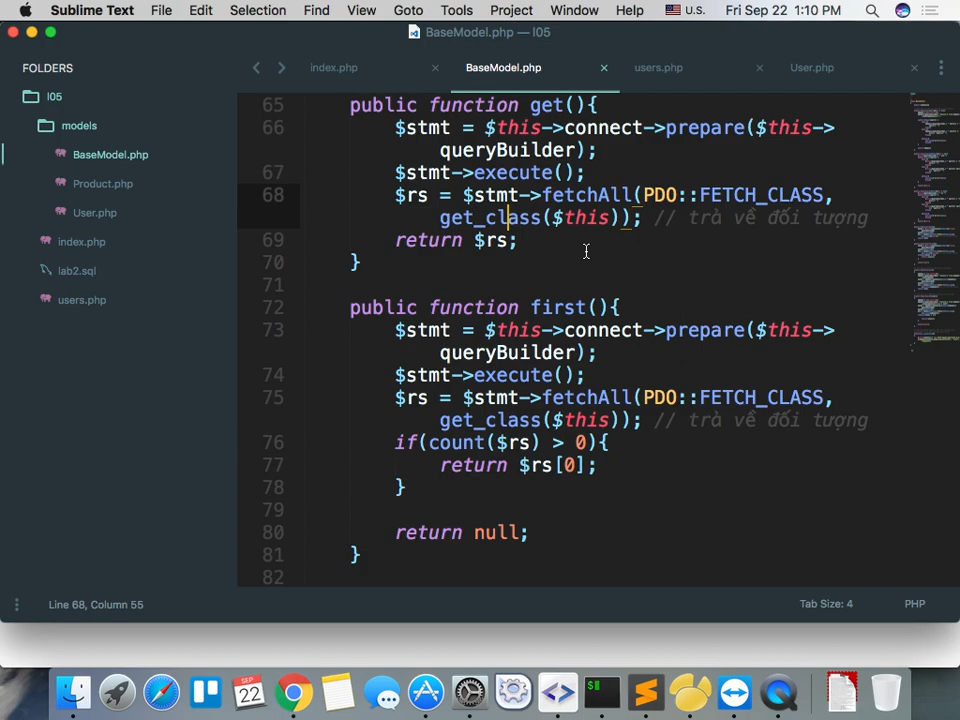 Sublime Text File Edit Selection Find View Goto Tools Project Window Help U.S. Fri Sep 22 1:10 PM
BaseModel.php — l05
FOLDERS
l05
models
BaseModel.php
Product.php
User.php
index.php
lab2.sql
users.php
index.php × BaseModel.php × users.php × User.php ×
65 public function get(){
66 $stmt = $this->connect->prepare($this->
queryBuilder);
67 $stmt->execute();
68 $rs = $stmt->fetchAll(PDO::FETCH_CLASS,
get_class($this)); // trả về đối tượng
69 return $rs;
70 }
71
72 public function first(){
73 $stmt = $this->connect->prepare($this->
queryBuilder);
74 $stmt->execute();
75 $rs = $stmt->fetchAll(PDO::FETCH_CLASS,
get_class($this)); // trả về đối tượng
76 if(count($rs) > 0){
77 return $rs[0];
78 }
79
80 return null;
81 }
82
Line 68, Column 55 Tab Size: 4 PHP
22